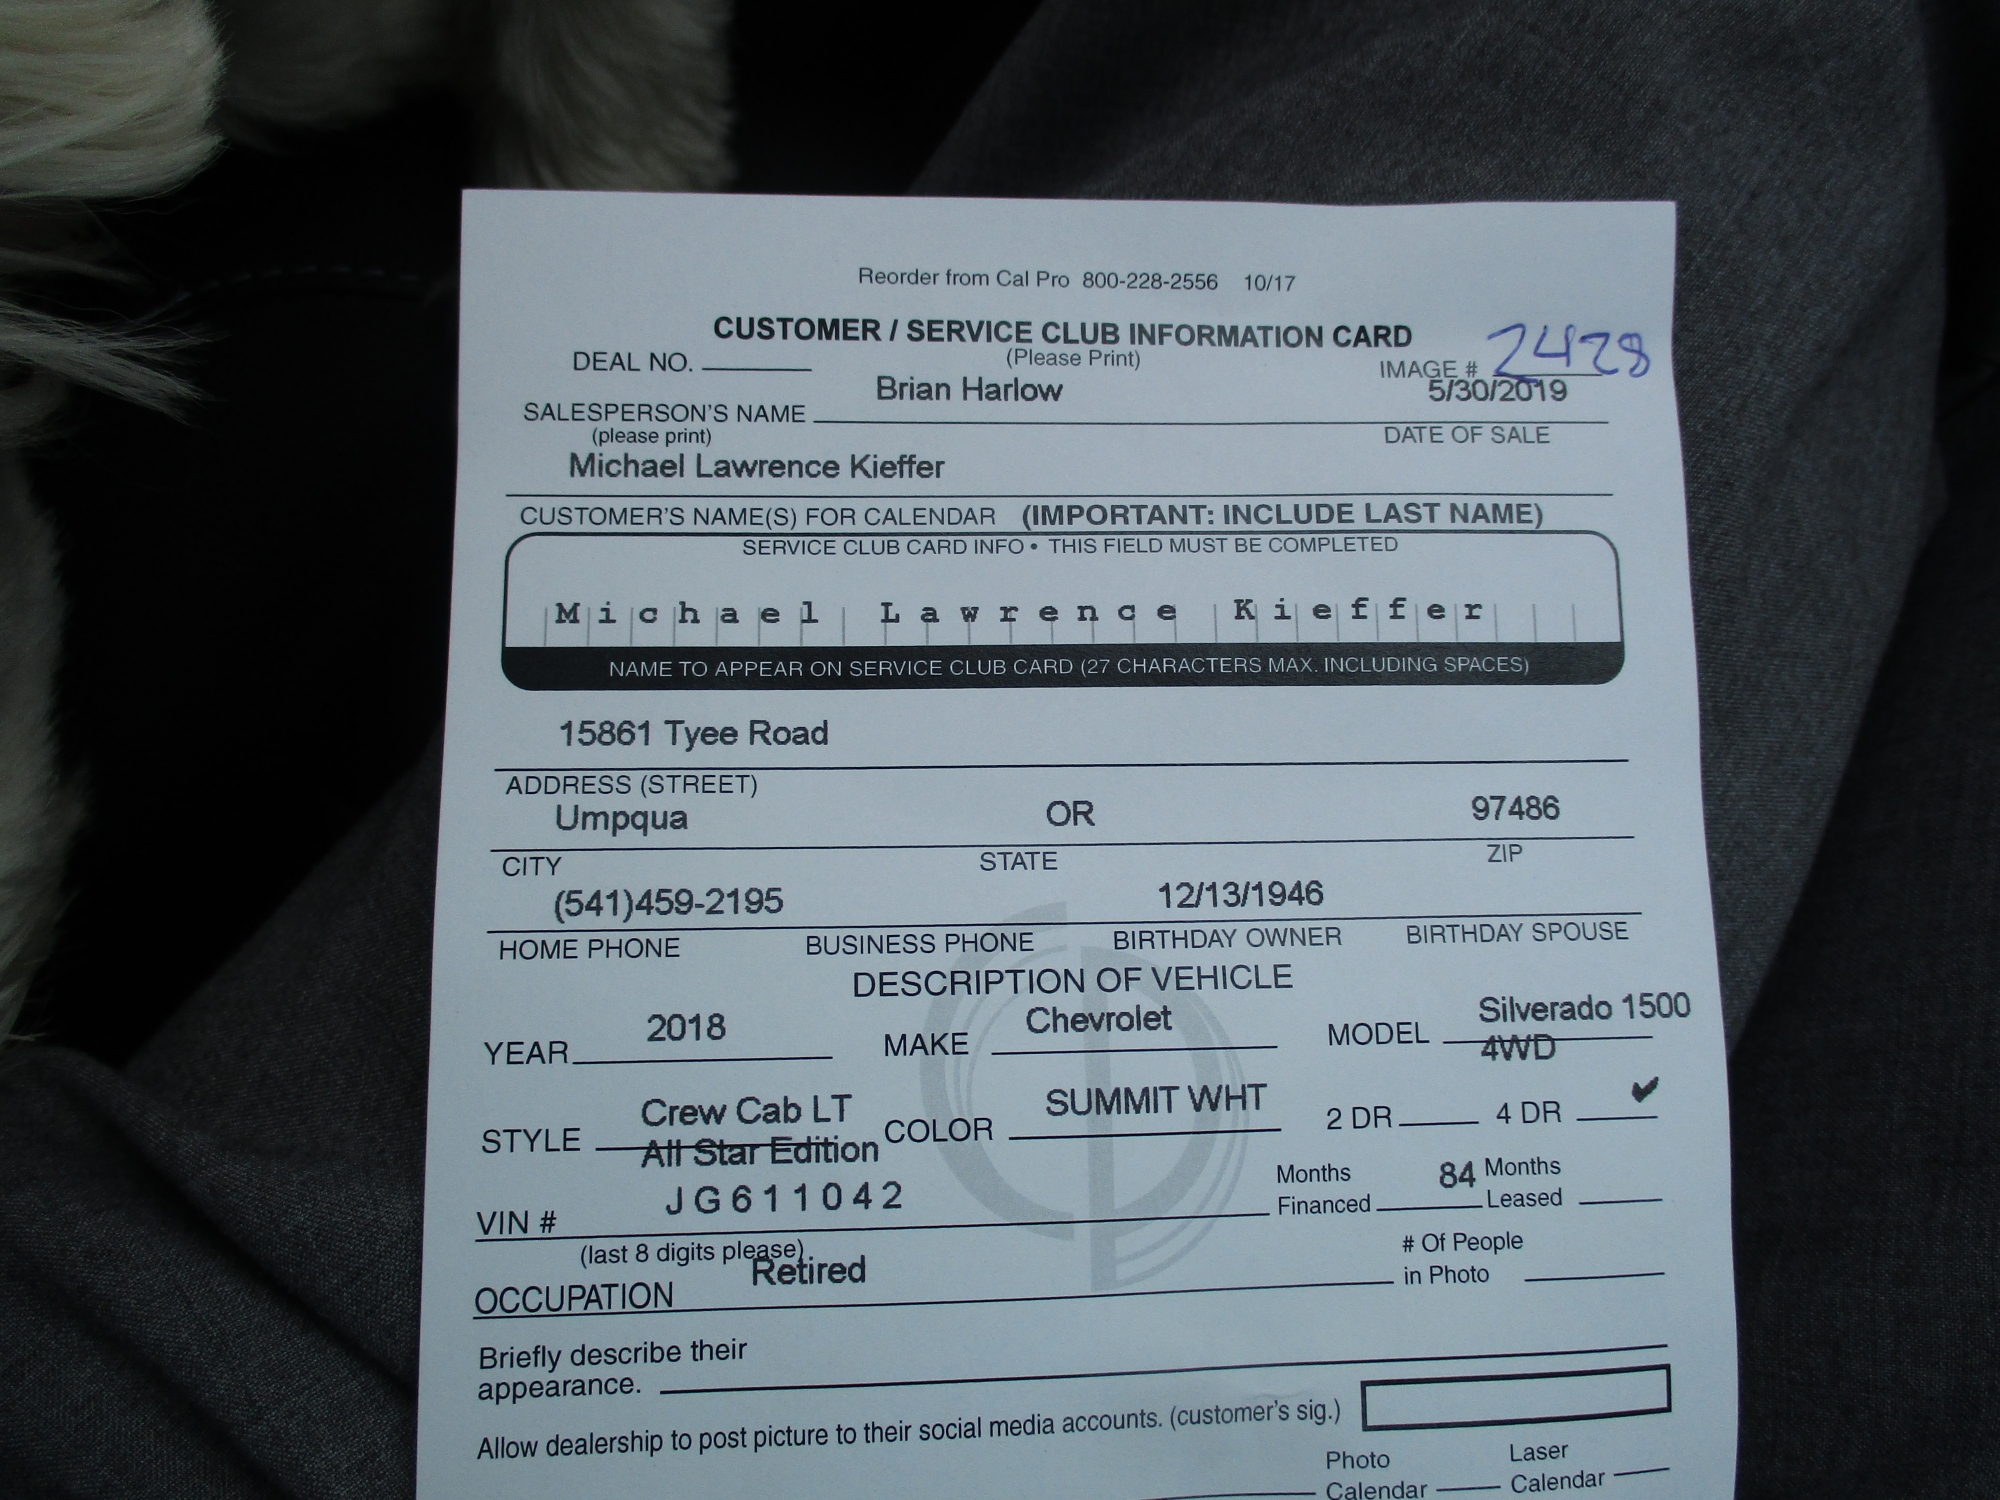 Reorder from Cal Pro 800-228-2556 10/17
CUSTOMER / SERVICE CLUB INFORMATION CARD
(Please Print)
DEAL NO. IMAGE # 2428
Brian Harlow 5/30/2019
SALESPERSON'S NAME
(please print) DATE OF SALE
Michael Lawrence Kieffer
CUSTOMER'S NAME(S) FOR CALENDAR (IMPORTANT: INCLUDE LAST NAME)
SERVICE CLUB CARD INFO • THIS FIELD MUST BE COMPLETED
Michael Lawrence Kieffer
NAME TO APPEAR ON SERVICE CLUB CARD (27 CHARACTERS MAX. INCLUDING SPACES)
15861 Tyee Road
ADDRESS (STREET)
Umpqua OR 97486
CITY STATE ZIP
(541)459-2195 12/13/1946
HOME PHONE BUSINESS PHONE BIRTHDAY OWNER BIRTHDAY SPOUSE
DESCRIPTION OF VEHICLE
YEAR 2018 MAKE Chevrolet MODEL Silverado 1500
4WD
STYLE Crew Cab LT COLOR SUMMIT WHT 2 DR 4 DR ✔
All Star Edition
VIN # JG611042 Months Financed 84 Months Leased
(last 8 digits please)
OCCUPATION Retired # Of People in Photo
Briefly describe their
appearance.
Allow dealership to post picture to their social media accounts. (customer's sig.)
Photo Calendar Laser Calendar